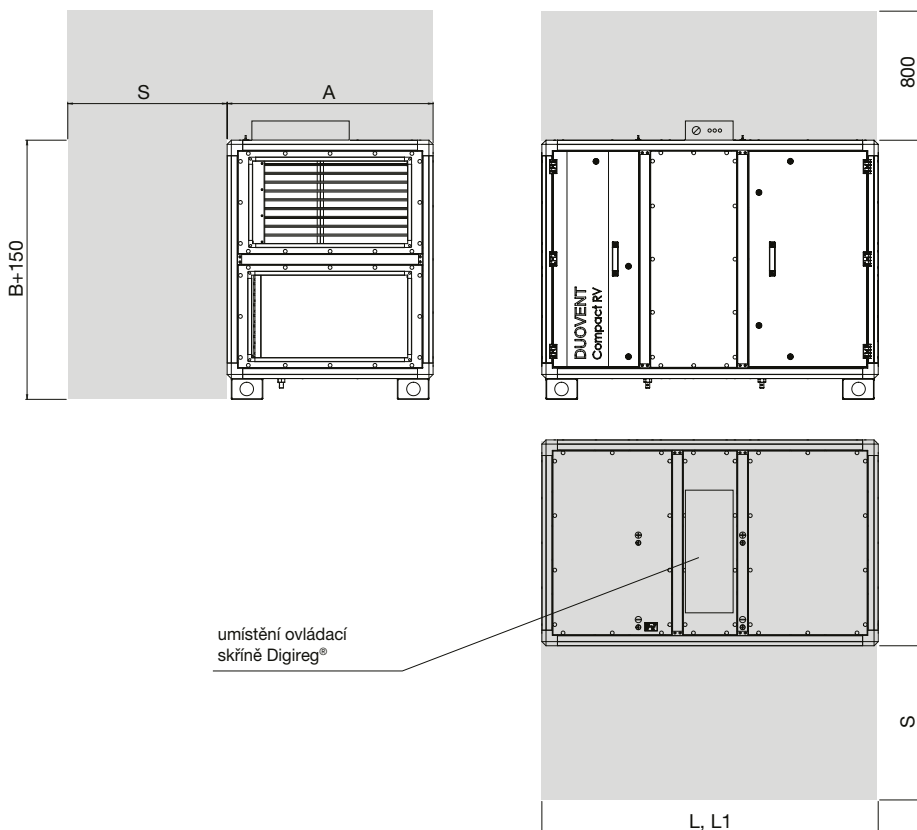 800
S
A
B+150
DUOVENT
Compact RV
umístění ovládací
skříně Digireg®
S
L, L1